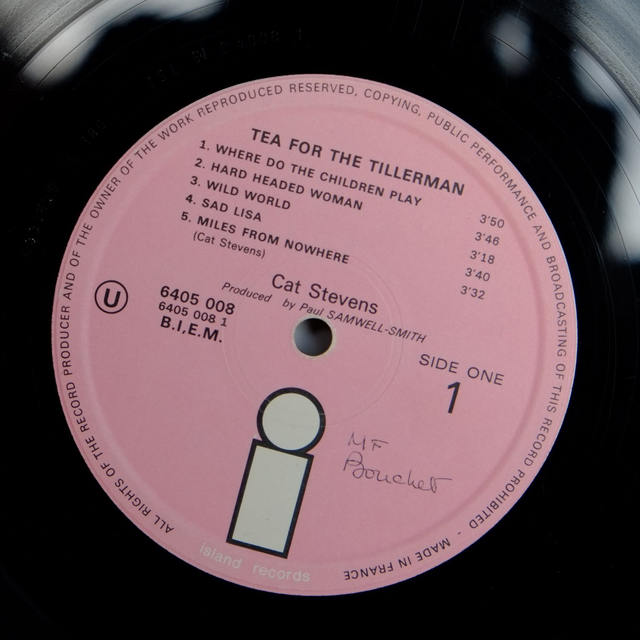 ALL RIGHTS OF THE RECORD PRODUCER AND OF THE OWNER OF THE WORK REPRODUCED RESERVED, COPYING, PUBLIC PERFORMANCE AND BROADCASTING OF THIS RECORD PROHIBITED - MADE IN FRANCE
TEA FOR THE TILLERMAN
1. WHERE DO THE CHILDREN PLAY 3'50
2. HARD HEADED WOMAN 3'46
3. WILD WORLD 3'18
4. SAD LISA 3'40
5. MILES FROM NOWHERE 3'32
(Cat Stevens)
Cat Stevens
Produced by Paul SAMWELL-SMITH
U
6405 008
6405 008 1
B.I.E.M.
SIDE ONE
1
MF
Bouchet
island records